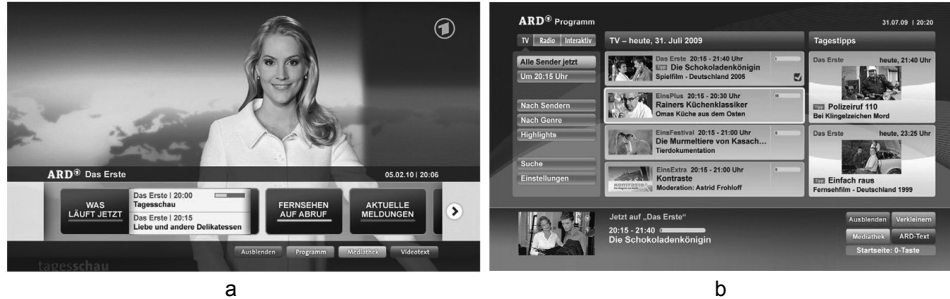 ARD Das Erste
05.02.10 | 20:06
WAS
LÄUFT JETZT
Das Erste | 20:00
Tagesschau
Das Erste | 20:15
Liebe und andere Delikatessen
FERNSEHEN
AUF ABRUF
AKTUELLE
MELDUNGEN
Ausblenden Programm Mediathek Videotext
tagesschau
a
ARD Programm
31.07.09 | 20:20
TV Radio Interaktiv
Alle Sender jetzt
Um 20:15 Uhr
Nach Sendern
Nach Genre
Highlights
Suche
Einstellungen
TV – heute, 31. Juli 2009
Das Erste 20:15 - 21:40 Uhr
Tipp Die Schokoladenkönigin
Spielfilm - Deutschland 2005
EinsPlus 20:15 - 20:30 Uhr
Rainers Küchenklassiker
Omas Küche aus dem Osten
EinsFestival 20:15 - 21:00 Uhr
Die Murmeltiere von Kasach...
Tierdokumentation
EinsExtra 20:15 - 21:00 Uhr
Kontraste
Moderation: Astrid Frohloff
Tagestipps
Das Erste heute, 21:40 Uhr
Tipp Polizeiruf 110
Bei Klingelzeichen Mord
Das Erste heute, 23:25 Uhr
Tipp Einfach raus
Fernsehfilm - Deutschland 1999
Jetzt auf „Das Erste"
20:15 - 21:40
Die Schokoladenkönigin
Ausblenden Verkleinern
Mediathek ARD-Text
Startseite: 0-Taste
b